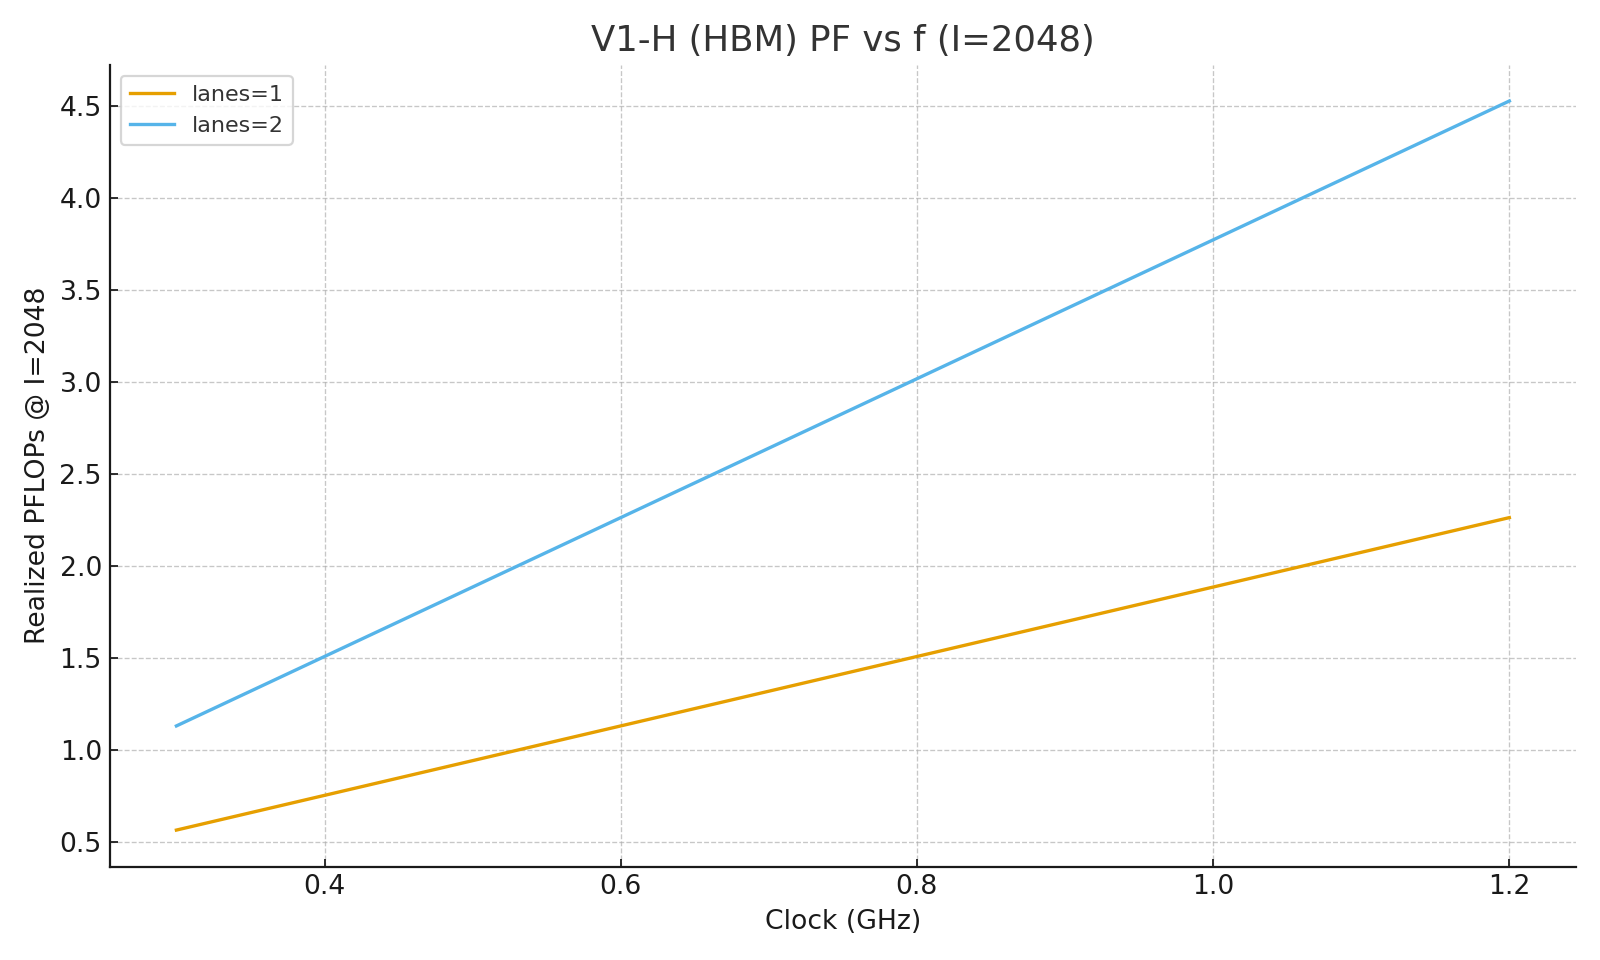 V1-H (HBM) PF vs f (I=2048)
lanes=1
lanes=2
Realized PFLOPs @ I=2048
4.5
4.0
3.5
3.0
2.5
2.0
1.5
1.0
0.5
0.4 0.6 0.8 1.0 1.2
Clock (GHz)